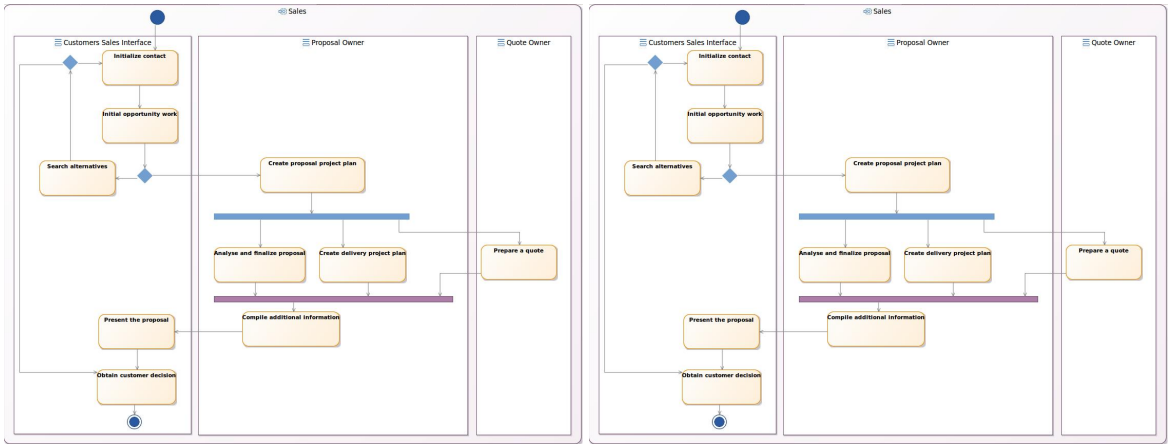 Sales
Customers Sales Interface
Proposal Owner
Quote Owner
Initialize contact
Initial opportunity work
Search alternatives
Create proposal project plan
Analyse and finalize proposal
Create delivery project plan
Prepare a quote
Compile additional information
Present the proposal
Obtain customer decision
Sales
Customers Sales Interface
Proposal Owner
Quote Owner
Initialize contact
Initial opportunity work
Search alternatives
Create proposal project plan
Analyse and finalize proposal
Create delivery project plan
Prepare a quote
Compile additional information
Present the proposal
Obtain customer decision